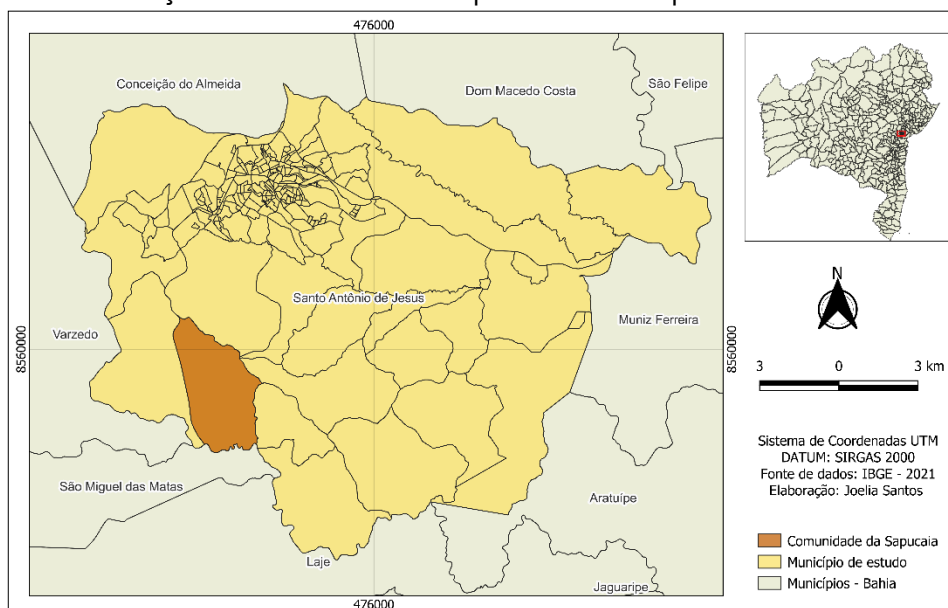 476000
Conceição do Almeida
Dom Macedo Costa
São Felipe
Santo Antônio de Jesus
Muniz Ferreira
Varzedo
8560000
8560000
São Miguel das Matas
Aratuípe
Laje
Jaguaripe
476000
N
3 0 3 km
Sistema de Coordenadas UTM
DATUM: SIRGAS 2000
Fonte de dados: IBGE - 2021
Elaboração: Joelia Santos
Comunidade da Sapucaia
Município de estudo
Municípios - Bahia